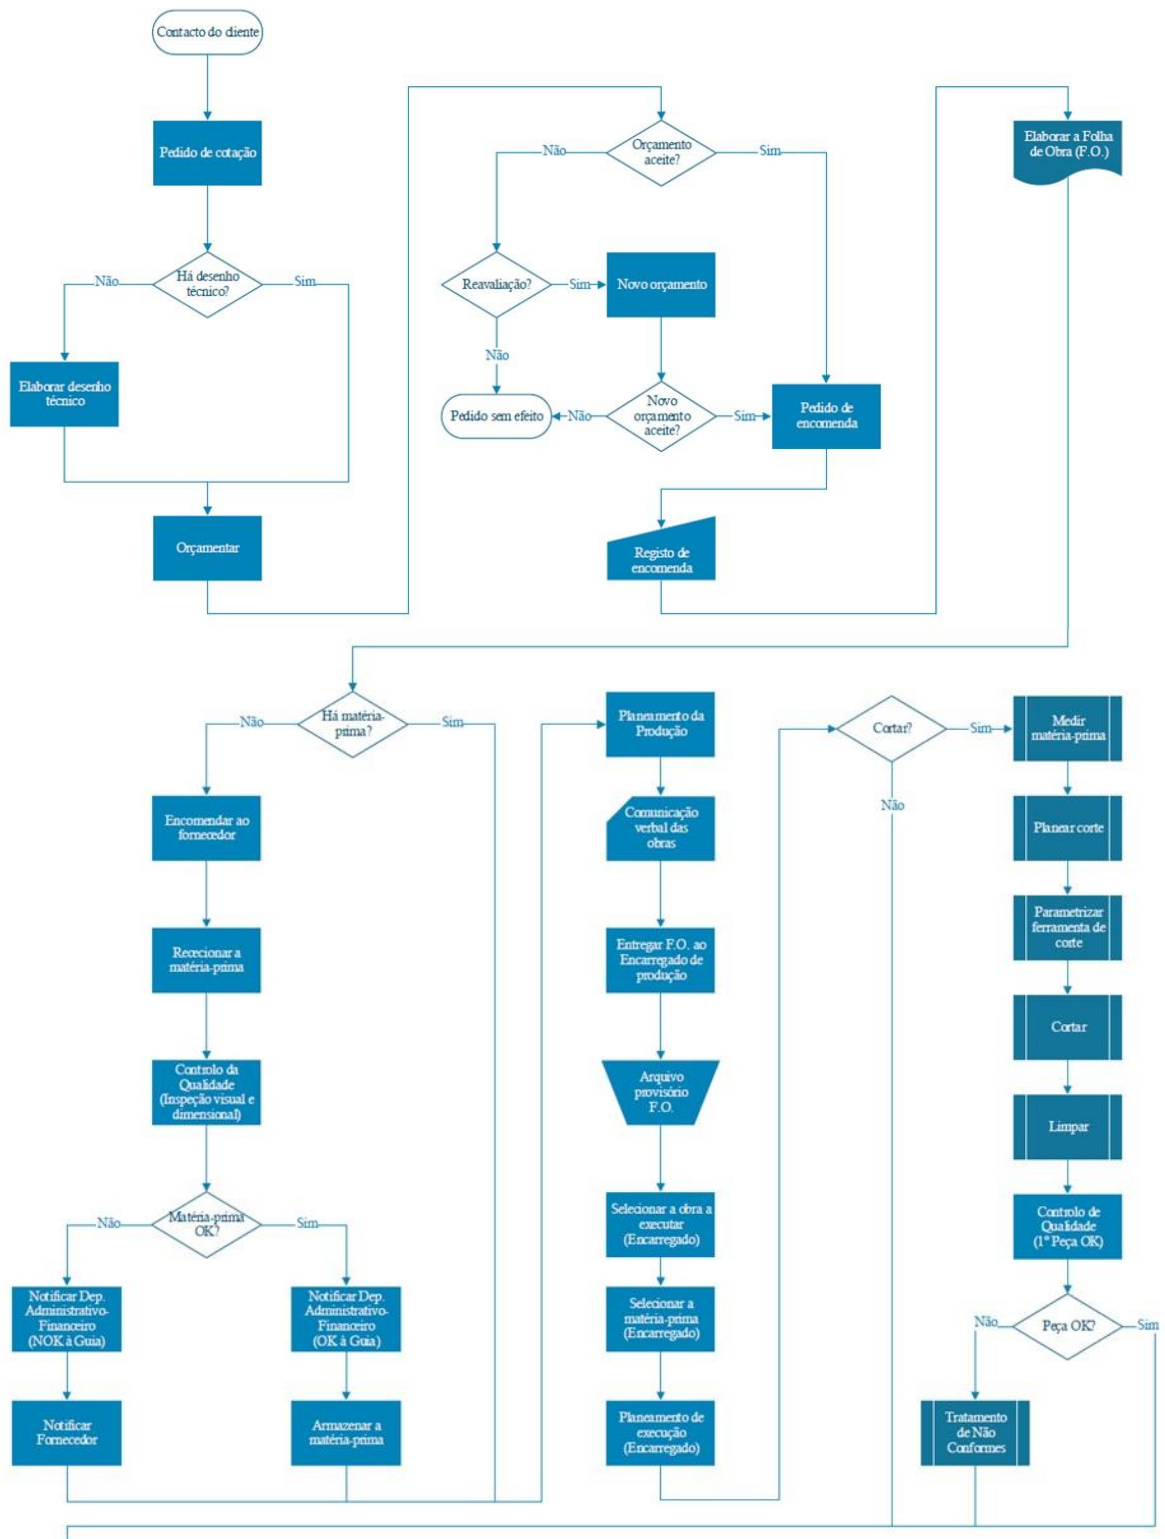 Contacto do cliente
Pedido de cotação
Há desenho
técnico?
Não
Sim
Elaborar desenho
técnico
Orçamentar
Orçamento
aceite?
Não
Sim
Reavaliação?
Sim
Novo orçamento
Não
Pedido sem efeito
Não
Novo
orçamento
aceite?
Sim
Pedido de
encomenda
Registo de
encomenda
Elaborar a Folha
de Obra (F.O.)
Há matéria-
prima?
Não
Sim
Encomendar ao
fornecedor
Rececionar a
matéria-prima
Controlo da
Qualidade
(Inspeção visual e
dimensional)
Matéria-prima
OK?
Não
Sim
Notificar Dep.
Administrativo-
Financeiro
(NOK à Guia)
Notificar Dep.
Administrativo-
Financeiro
(OK à Guia)
Notificar
Fornecedor
Armazenar a
matéria-prima
Planeamento da
Produção
Comunicação
verbal das
obras
Entregar F.O. ao
Encarregado de
produção
Arquivo
provisório
F.O.
Selecionar a obra a
executar
(Encarregado)
Selecionar a
matéria-prima
(Encarregado)
Planeamento de
execução
(Encarregado)
Cortar?
Sim
Não
Medir
matéria-prima
Planear corte
Parametrizar
ferramenta de
corte
Cortar
Limpar
Controlo de
Qualidade
(1º Peça OK)
Peça OK?
Não
Sim
Tratamento
de Não
Conformes